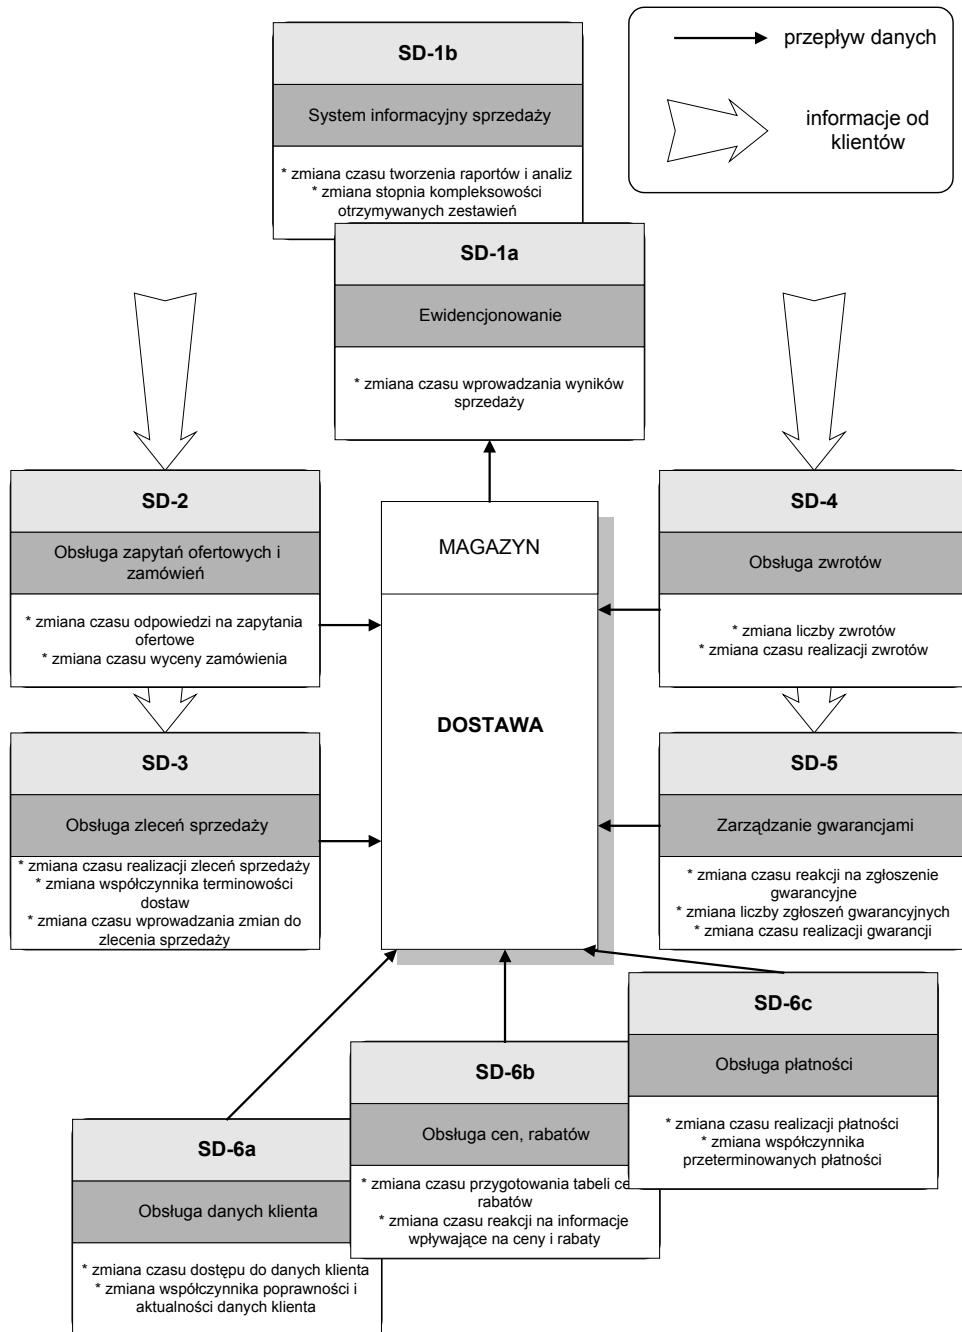 SD-1b
System informacyjny sprzedaży
* zmiana czasu tworzenia raportów i analiz
* zmiana stopnia kompleksowości
otrzymywanych zestawień
przepływ danych
informacje od
klientów
SD-1a
Ewidencjonowanie
* zmiana czasu wprowadzania wyników
sprzedaży
SD-2
Obsługa zapytań ofertowych i
zamówień
* zmiana czasu odpowiedzi na zapytania
ofertowe
* zmiana czasu wyceny zamówienia
MAGAZYN
DOSTAWA
SD-4
Obsługa zwrotów
* zmiana liczby zwrotów
* zmiana czasu realizacji zwrotów
SD-3
Obsługa zleceń sprzedaży
* zmiana czasu realizacji zleceń sprzedaży
* zmiana współczynnika terminowości
dostaw
* zmiana czasu wprowadzania zmian do
zlecenia sprzedaży
SD-5
Zarządzanie gwarancjami
* zmiana czasu reakcji na zgłoszenie
gwarancyjne
* zmiana liczby zgłoszeń gwarancyjnych
* zmiana czasu realizacji gwarancji
SD-6c
Obsługa płatności
* zmiana czasu realizacji płatności
* zmiana współczynnika
przeterminowanych płatności
SD-6b
Obsługa cen, rabatów
* zmiana czasu przygotowania tabeli
rabatów
* zmiana czasu reakcji na informacje
wpływające na ceny i rabaty
SD-6a
Obsługa danych klienta
* zmiana czasu dostępu do danych klienta
* zmiana współczynnika poprawności i
aktualności danych klienta